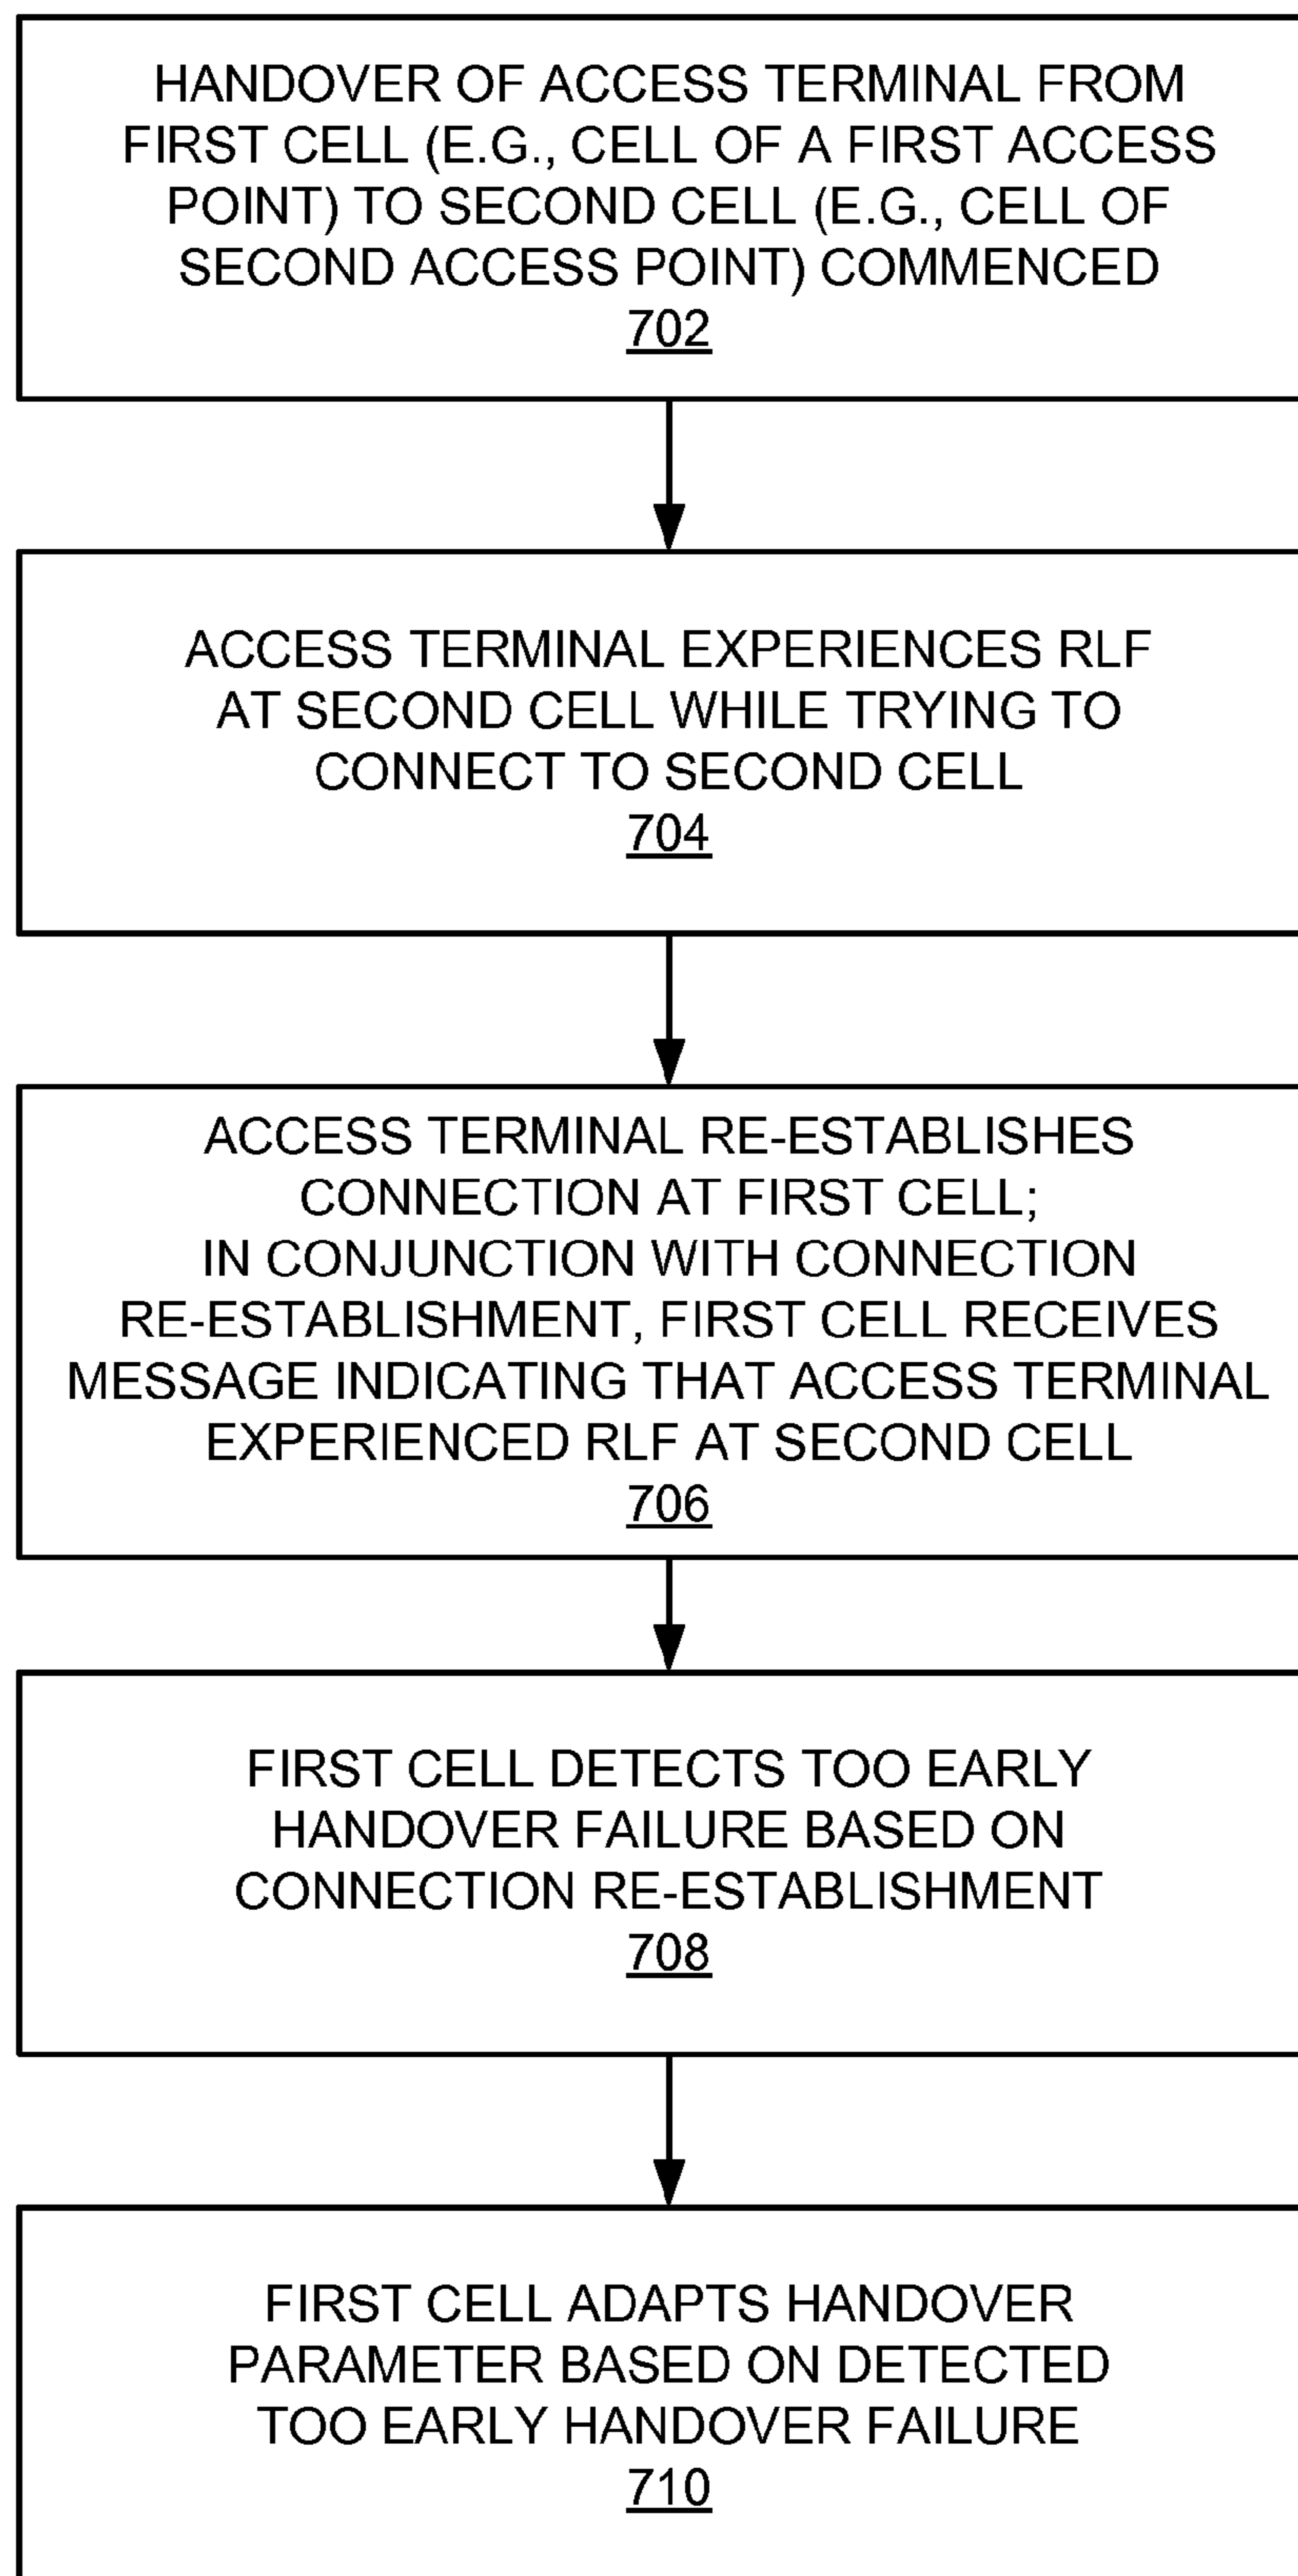 HANDOVER OF ACCESS TERMINAL FROM
FIRST CELL (E.G., CELL OF A FIRST ACCESS
POINT) TO SECOND CELL (E.G., CELL OF
SECOND ACCESS POINT) COMMENCED
702
ACCESS TERMINAL EXPERIENCES RLF
AT SECOND CELL WHILE TRYING TO
CONNECT TO SECOND CELL
704
ACCESS TERMINAL RE-ESTABLISHES
CONNECTION AT FIRST CELL;
IN CONJUNCTION WITH CONNECTION
RE-ESTABLISHMENT, FIRST CELL RECEIVES
MESSAGE INDICATING THAT ACCESS TERMINAL
EXPERIENCED RLF AT SECOND CELL
706
FIRST CELL DETECTS TOO EARLY
HANDOVER FAILURE BASED ON
CONNECTION RE-ESTABLISHMENT
708
FIRST CELL ADAPTS HANDOVER
PARAMETER BASED ON DETECTED
TOO EARLY HANDOVER FAILURE
710